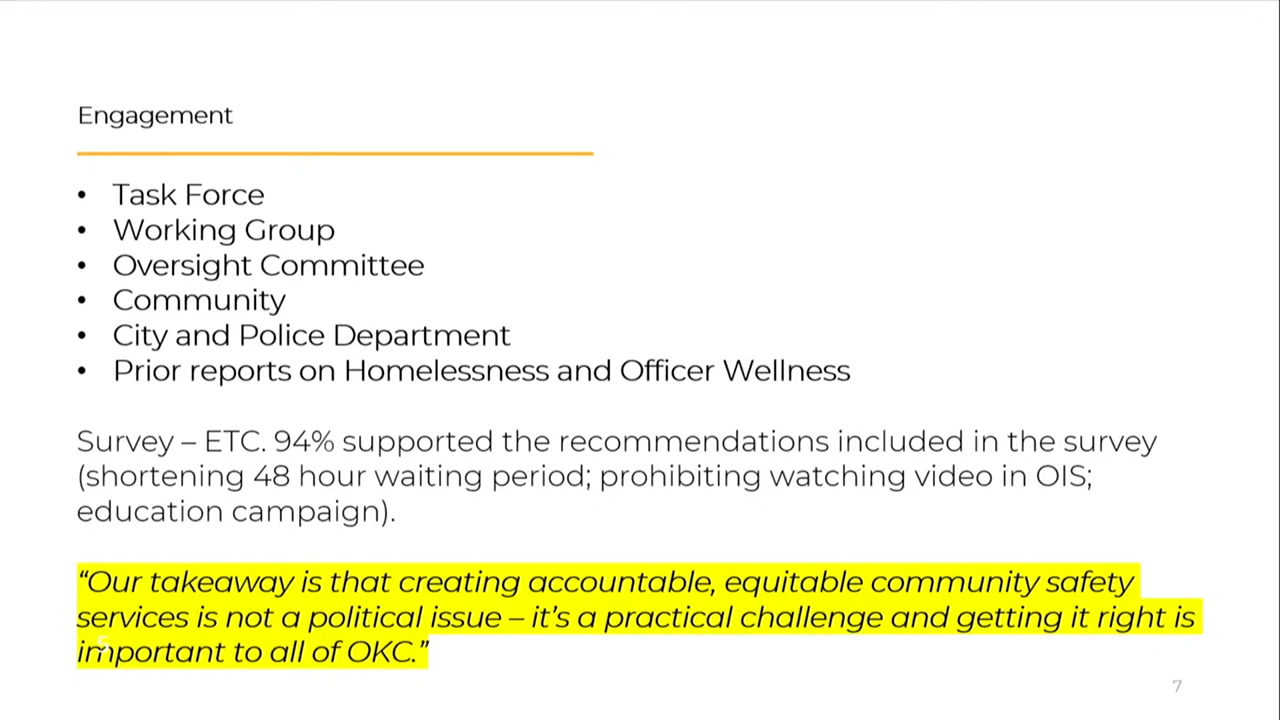 Engagement
• Task Force
• Working Group
• Oversight Committee
• Community
• City and Police Department
• Prior reports on Homelessness and Officer Wellness
Survey – ETC. 94% supported the recommendations included in the survey
(shortening 48 hour waiting period; prohibiting watching video in OIS;
education campaign).
“Our takeaway is that creating accountable, equitable community safety
services is not a political issue – it’s a practical challenge and getting it right is
important to all of OKC.”
5
7